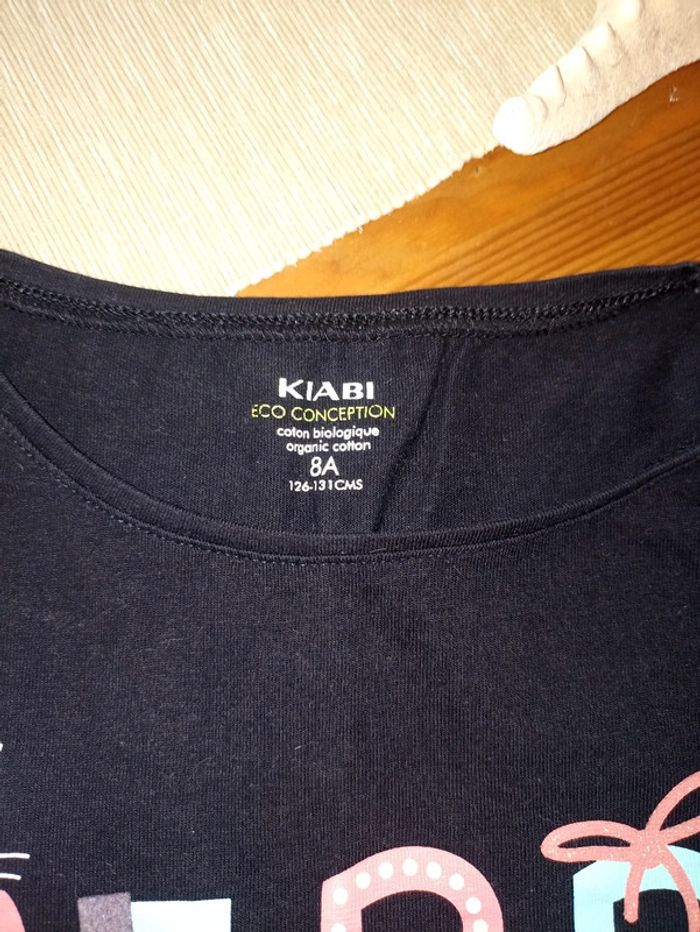 KIABI
ECO CONCEPTION
coton biologique
organic cotton
8A
126-131CMS